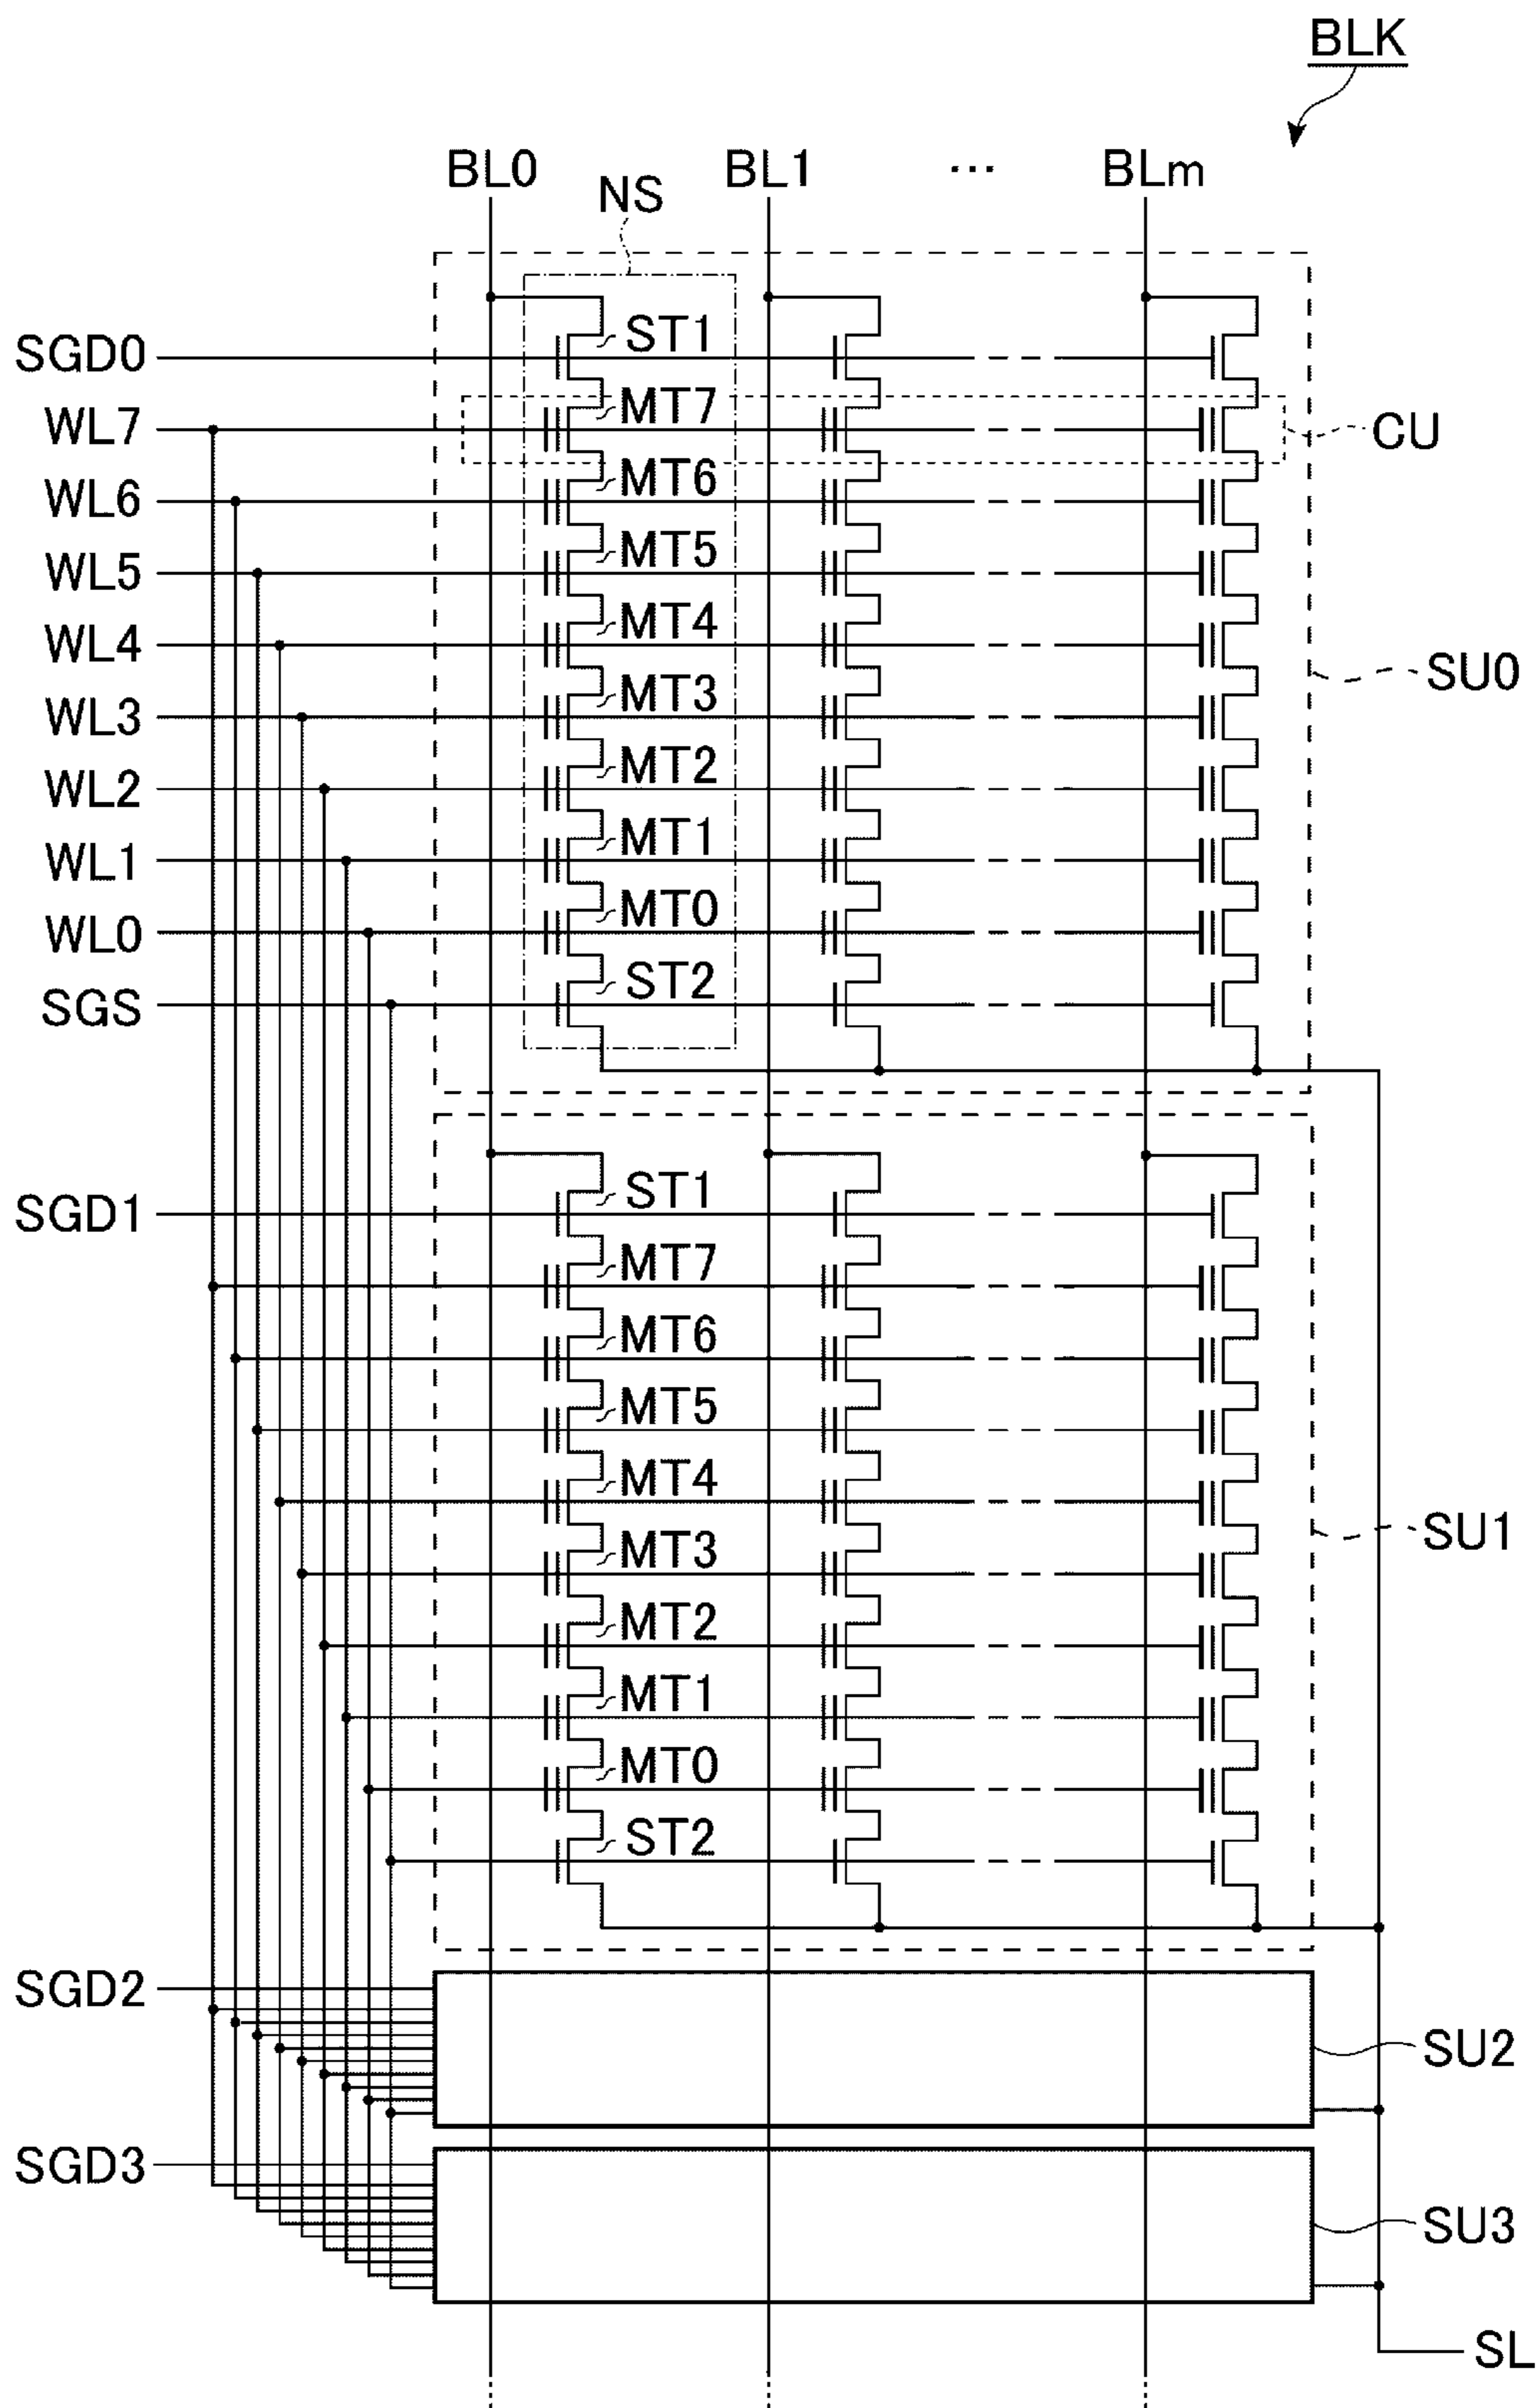 BLK
BL0 BL1 ... BLm
NS
SGD0 ST1
WL7 MT7 CU
WL6 MT6
WL5 MT5
WL4 MT4
SU0
WL3 MT3
WL2 MT2
WL1 MT1
WL0 MT0
SGS ST2
SGD1 ST1
MT7
MT6
MT5
MT4
SU1
MT3
MT2
MT1
MT0
ST2
SGD2
SU2
SGD3
SU3
SL